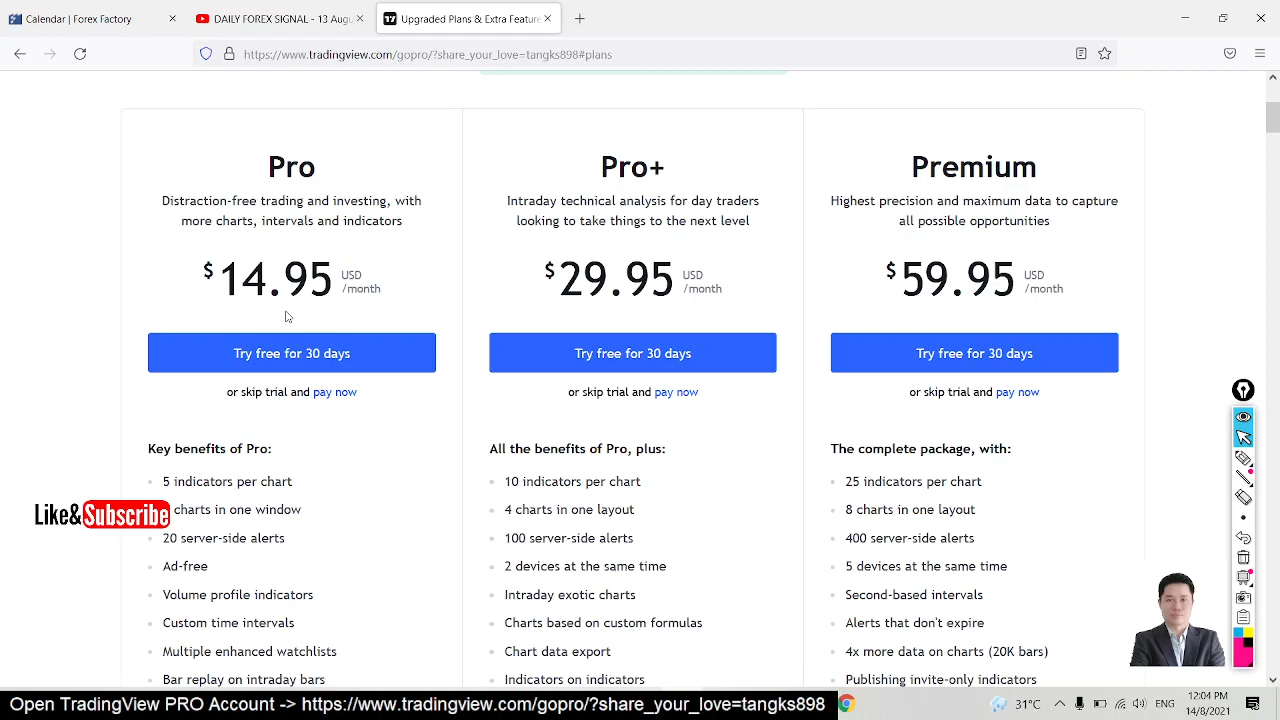 Calendar | Forex Factory
DAILY FOREX SIGNAL - 13 Augu
Upgraded Plans & Extra Feature
https://www.tradingview.com/gopro/?share_your_love=tangks898#plans
Pro
Distraction-free trading and investing, with
more charts, intervals and indicators
$14.95 USD
/month
Try free for 30 days
or skip trial and pay now
Key benefits of Pro:
5 indicators per chart
charts in one window
20 server-side alerts
Ad-free
Volume profile indicators
Custom time intervals
Multiple enhanced watchlists
Bar replay on intraday bars
Pro+
Intraday technical analysis for day traders
looking to take things to the next level
$29.95 USD
/month
Try free for 30 days
or skip trial and pay now
All the benefits of Pro, plus:
10 indicators per chart
4 charts in one layout
100 server-side alerts
2 devices at the same time
Intraday exotic charts
Charts based on custom formulas
Chart data export
Indicators on indicators
Premium
Highest precision and maximum data to capture
all possible opportunities
$59.95 USD
/month
Try free for 30 days
or skip trial and pay now
The complete package, with:
25 indicators per chart
8 charts in one layout
400 server-side alerts
5 devices at the same time
Second-based intervals
Alerts that don't expire
4x more data on charts (20K bars)
Publishing invite-only indicators
Like&Subscribe
Open TradingView PRO Account -> https://www.tradingview.com/gopro/?share_your_love=tangks898
31°C
12:04 PM
14/8/2021